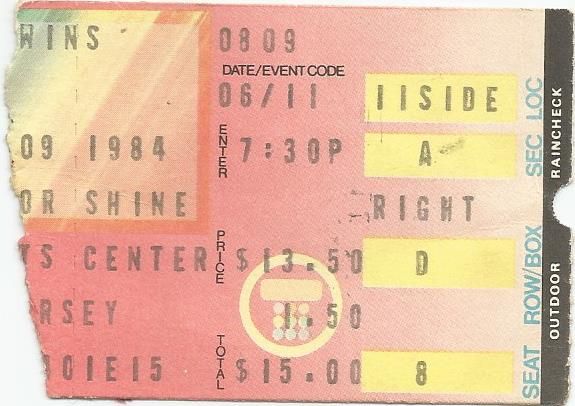 WINS 0809
DATE/EVENT CODE
06/11 IISIDE
09 1984 ENTER 7:30P A
OR SHINE RIGHT
TS CENTER PRICE $13.50 D
RSEY 1.50
01E15 TOTAL $15.00 8
SEAT ROW/BOX SEC LOC
OUTDOOR RAINCHECK